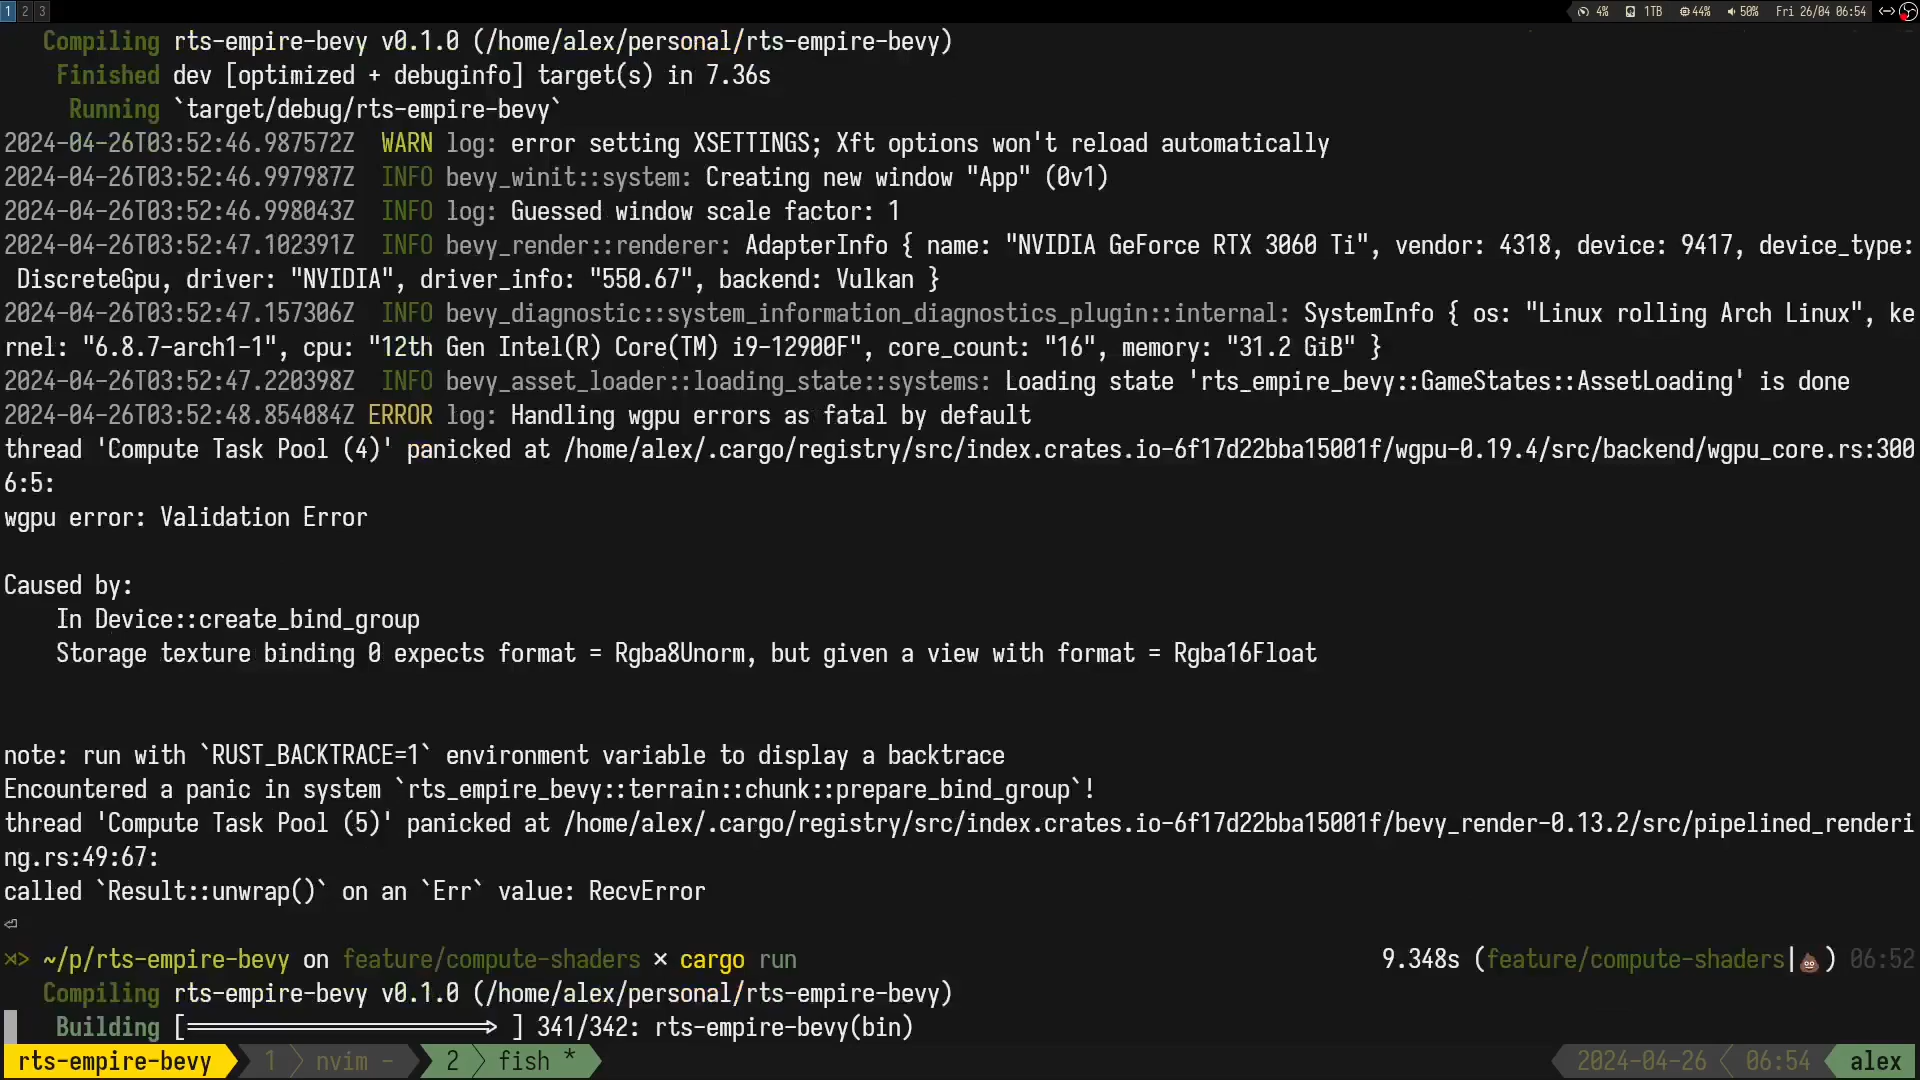 1 2 3 4% 1TB 44% 50% Fri 26/04 06:54
Compiling rts-empire-bevy v0.1.0 (/home/alex/personal/rts-empire-bevy)
Finished dev [optimized + debuginfo] target(s) in 7.36s
Running `target/debug/rts-empire-bevy`
2024-04-26T03:52:46.987572Z  WARN log: error setting XSETTINGS; Xft options won't reload automatically
2024-04-26T03:52:46.997987Z  INFO bevy_winit::system: Creating new window "App" (0v1)
2024-04-26T03:52:46.998043Z  INFO log: Guessed window scale factor: 1
2024-04-26T03:52:47.102391Z  INFO bevy_render::renderer: AdapterInfo { name: "NVIDIA GeForce RTX 3060 Ti", vendor: 4318, device: 9417, device_type:
DiscreteGpu, driver: "NVIDIA", driver_info: "550.67", backend: Vulkan }
2024-04-26T03:52:47.157306Z  INFO bevy_diagnostic::system_information_diagnostics_plugin::internal: SystemInfo { os: "Linux rolling Arch Linux", ke
rnel: "6.8.7-arch1-1", cpu: "12th Gen Intel(R) Core(TM) i9-12900F", core_count: "16", memory: "31.2 GiB" }
2024-04-26T03:52:47.220398Z  INFO bevy_asset_loader::loading_state::systems: Loading state 'rts_empire_bevy::GameStates::AssetLoading' is done
2024-04-26T03:52:48.854084Z ERROR log: Handling wgpu errors as fatal by default
thread 'Compute Task Pool (4)' panicked at /home/alex/.cargo/registry/src/index.crates.io-6f17d22bba15001f/wgpu-0.19.4/src/backend/wgpu_core.rs:300
6:5:
wgpu error: Validation Error
Caused by:
In Device::create_bind_group
Storage texture binding 0 expects format = Rgba8Unorm, but given a view with format = Rgba16Float
note: run with `RUST_BACKTRACE=1` environment variable to display a backtrace
Encountered a panic in system `rts_empire_bevy::terrain::chunk::prepare_bind_group`!
thread 'Compute Task Pool (5)' panicked at /home/alex/.cargo/registry/src/index.crates.io-6f17d22bba15001f/bevy_render-0.13.2/src/pipelined_renderi
ng.rs:49:67:
called `Result::unwrap()` on an `Err` value: RecvError
⏎
⋊> ~/p/rts-empire-bevy on feature/compute-shaders ⨯ cargo run 9.348s (feature/compute-shaders|💩) 06:52
Compiling rts-empire-bevy v0.1.0 (/home/alex/personal/rts-empire-bevy)
Building [=======================> ] 341/342: rts-empire-bevy(bin)
rts-empire-bevy 1 nvim - 2 fish * 2024-04-26 06:54 alex